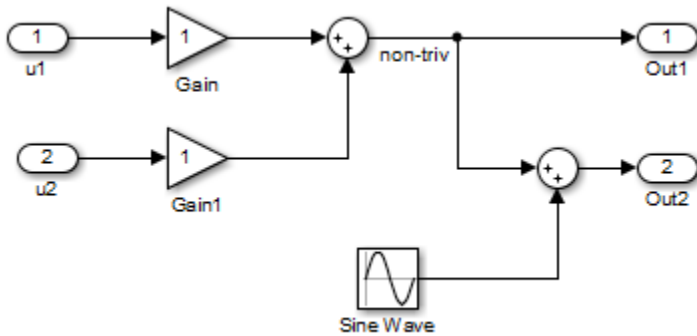 1
u1
1
Gain
+
+
non-triv
1
Out1
2
u2
1
Gain1
+
+
2
Out2
Sine Wave